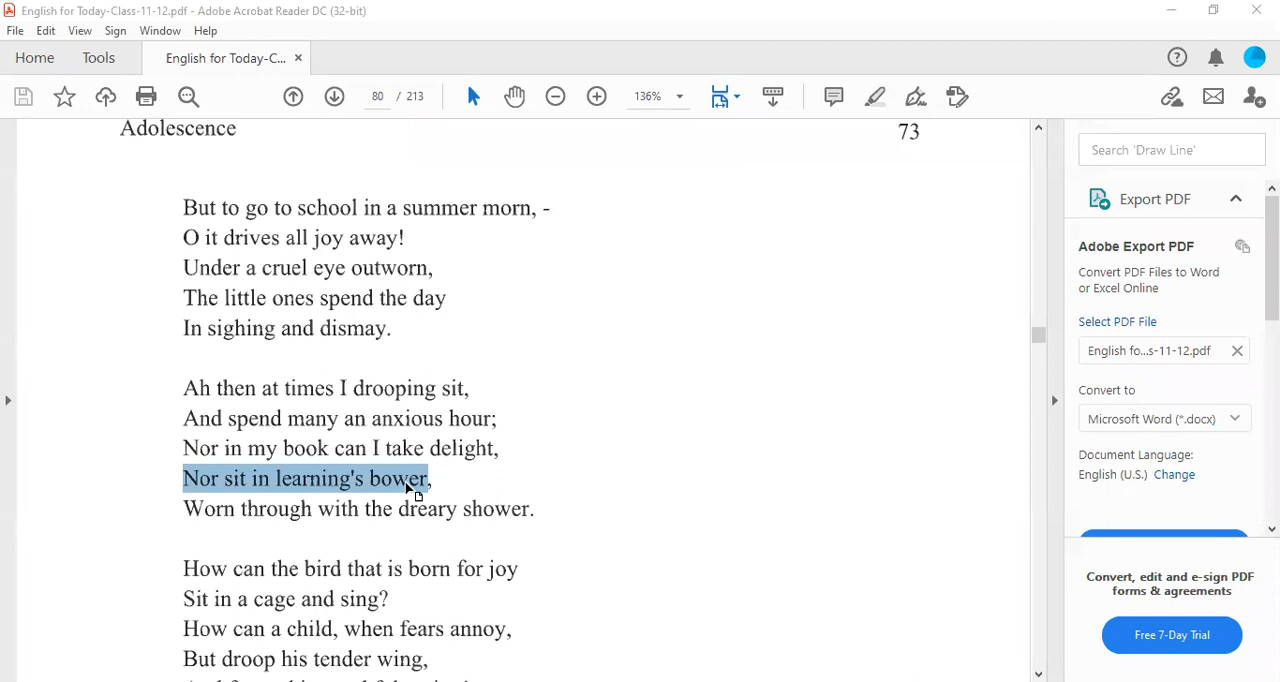 English for Today-Class-11-12.pdf - Adobe Acrobat Reader DC (32-bit)
File Edit View Sign Window Help
Home Tools English for Today-C... ×
80 / 213 136%
Search 'Draw Line'
Adolescence 73
But to go to school in a summer morn, -
O it drives all joy away!
Under a cruel eye outworn,
The little ones spend the day
In sighing and dismay.
Ah then at times I drooping sit,
And spend many an anxious hour;
Nor in my book can I take delight,
Nor sit in learning's bower,
Worn through with the dreary shower.
How can the bird that is born for joy
Sit in a cage and sing?
How can a child, when fears annoy,
But droop his tender wing,
Export PDF
Adobe Export PDF
Convert PDF Files to Word
or Excel Online
Select PDF File
English fo...s-11-12.pdf
Convert to
Microsoft Word (*.docx)
Document Language:
English (U.S.) Change
Convert, edit and e-sign PDF
forms & agreements
Free 7-Day Trial